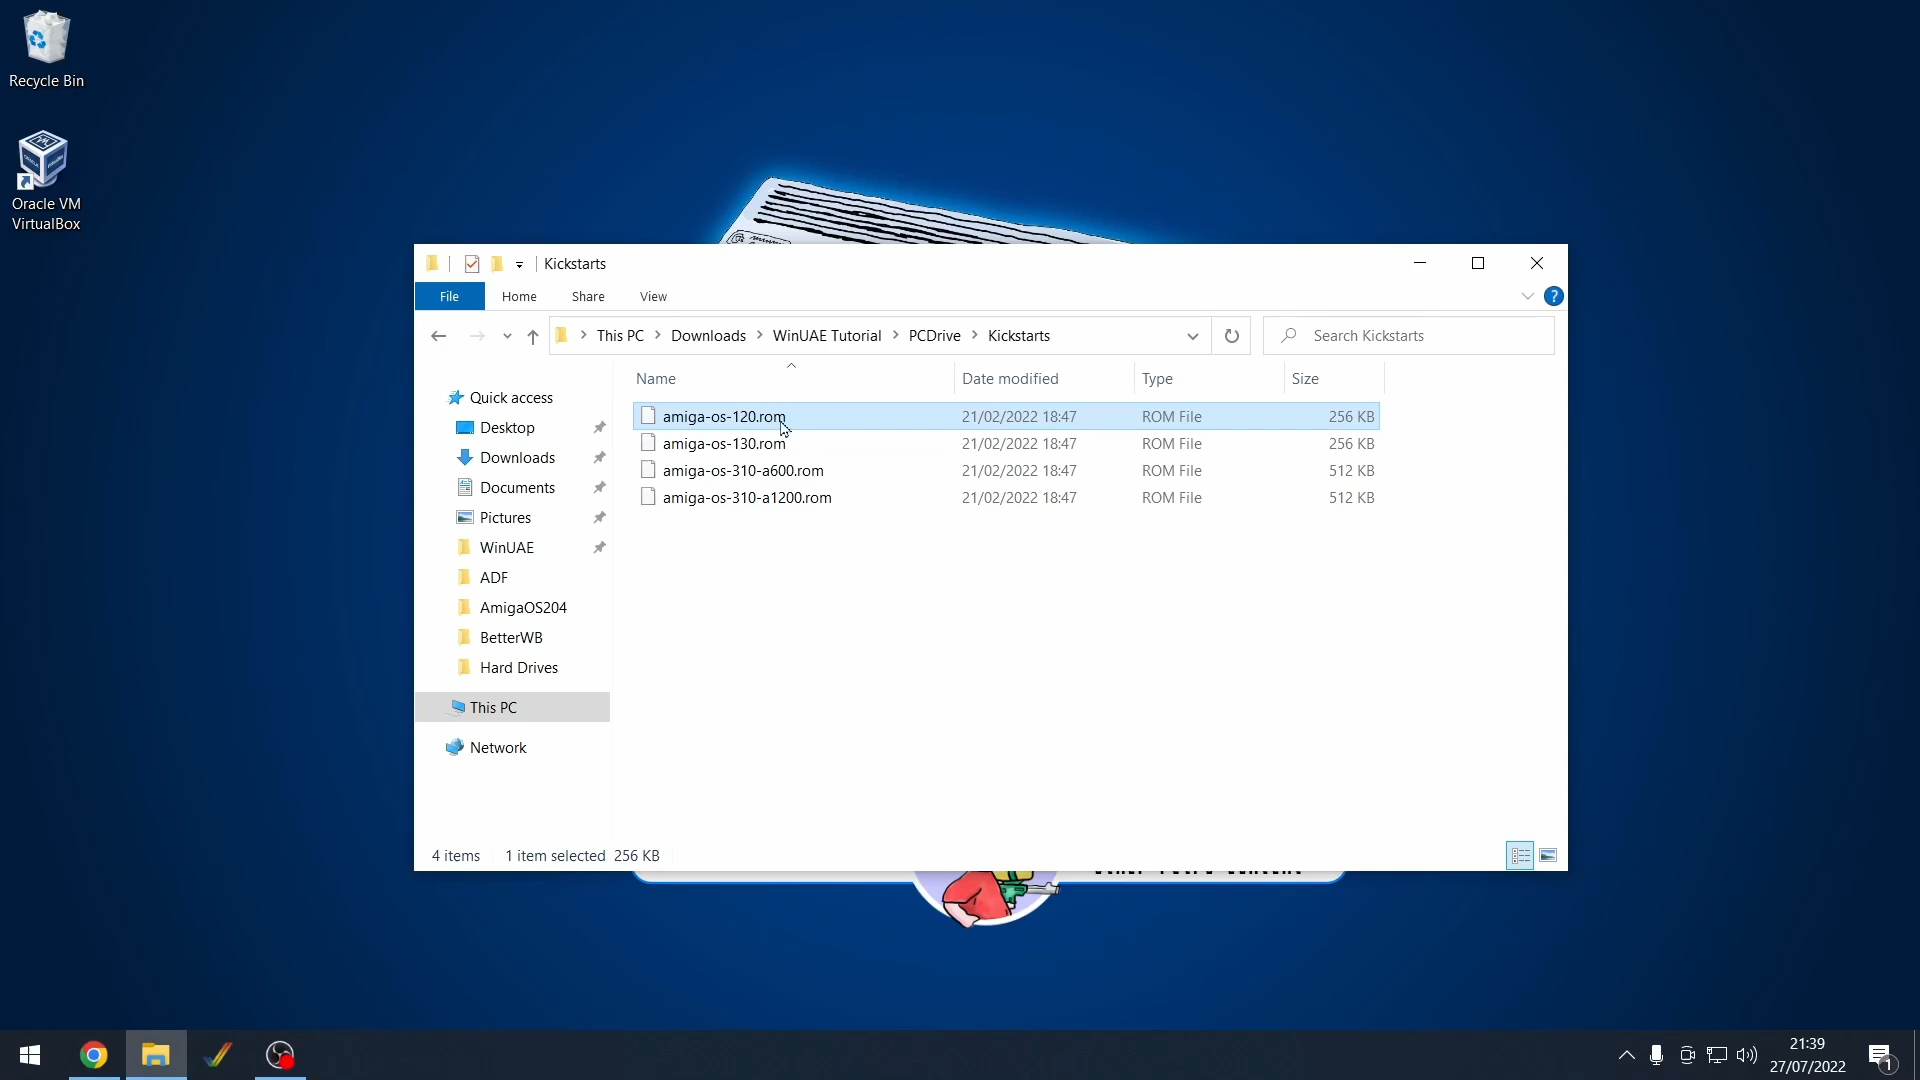 Recycle Bin
Oracle VM
VirtualBox
Kickstarts
File Home Share View
This PC Downloads WinUAE Tutorial PCDrive Kickstarts
Search Kickstarts
Name Date modified Type Size
Quick access
Desktop
Downloads
Documents
Pictures
WinUAE
ADF
AmigaOS204
BetterWB
Hard Drives
This PC
Network
amiga-os-120.rom 21/02/2022 18:47 ROM File 256 KB
amiga-os-130.rom 21/02/2022 18:47 ROM File 256 KB
amiga-os-310-a600.rom 21/02/2022 18:47 ROM File 512 KB
amiga-os-310-a1200.rom 21/02/2022 18:47 ROM File 512 KB
4 items 1 item selected 256 KB
21:39
27/07/2022
1